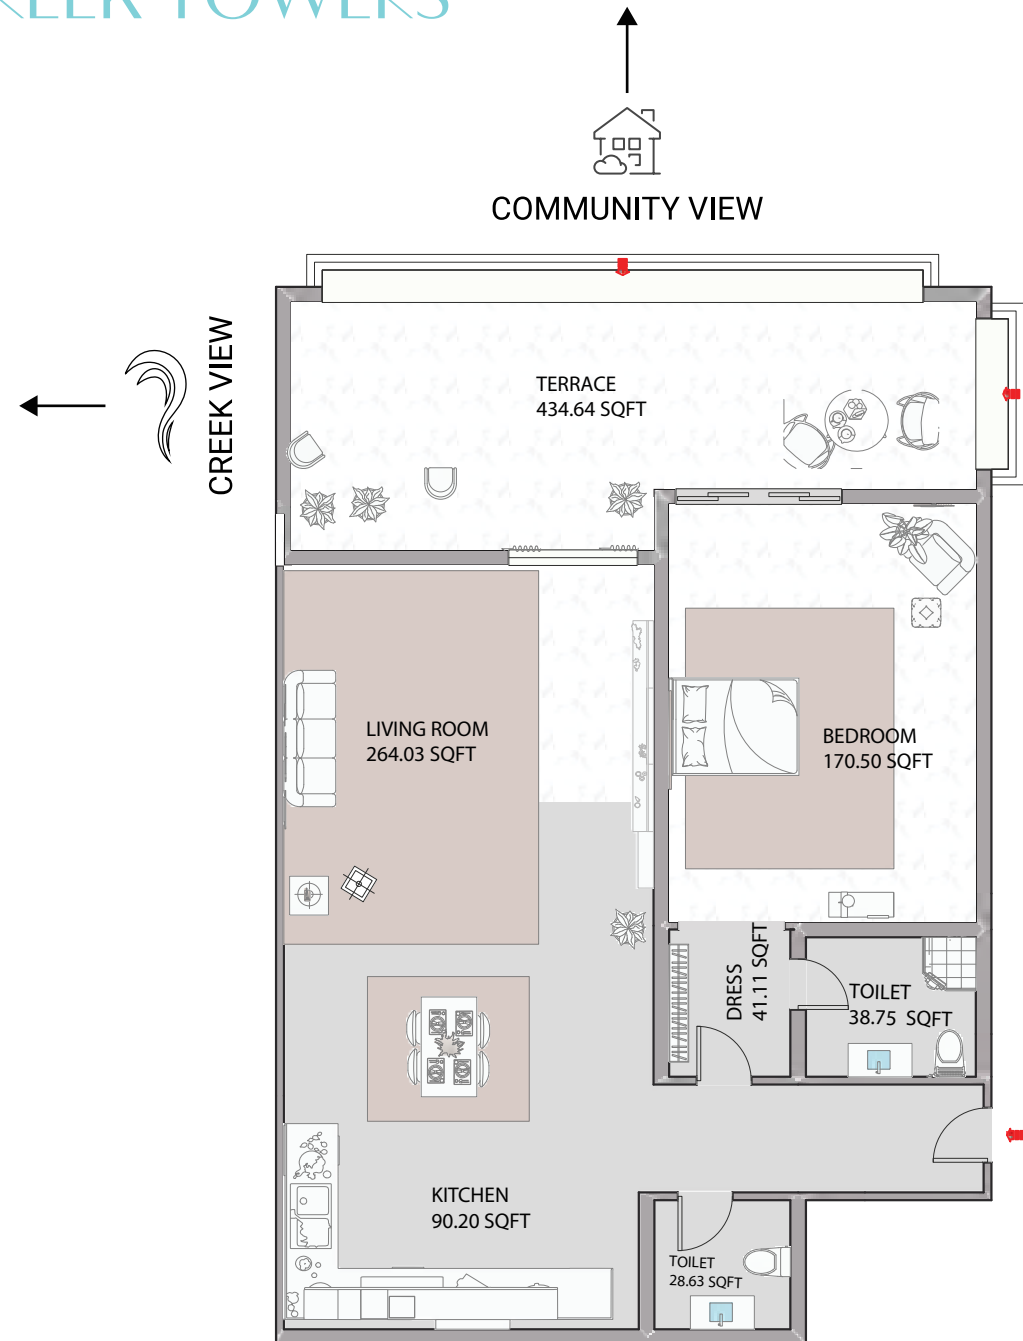 TOWERS
COMMUNITY VIEW
CREEK VIEW
TERRACE
434.64 SQFT
LIVING ROOM
264.03 SQFT
BEDROOM
170.50 SQFT
DRESS
41.11 SQFT
TOILET
38.75 SQFT
KITCHEN
90.20 SQFT
TOILET
28.63 SQFT